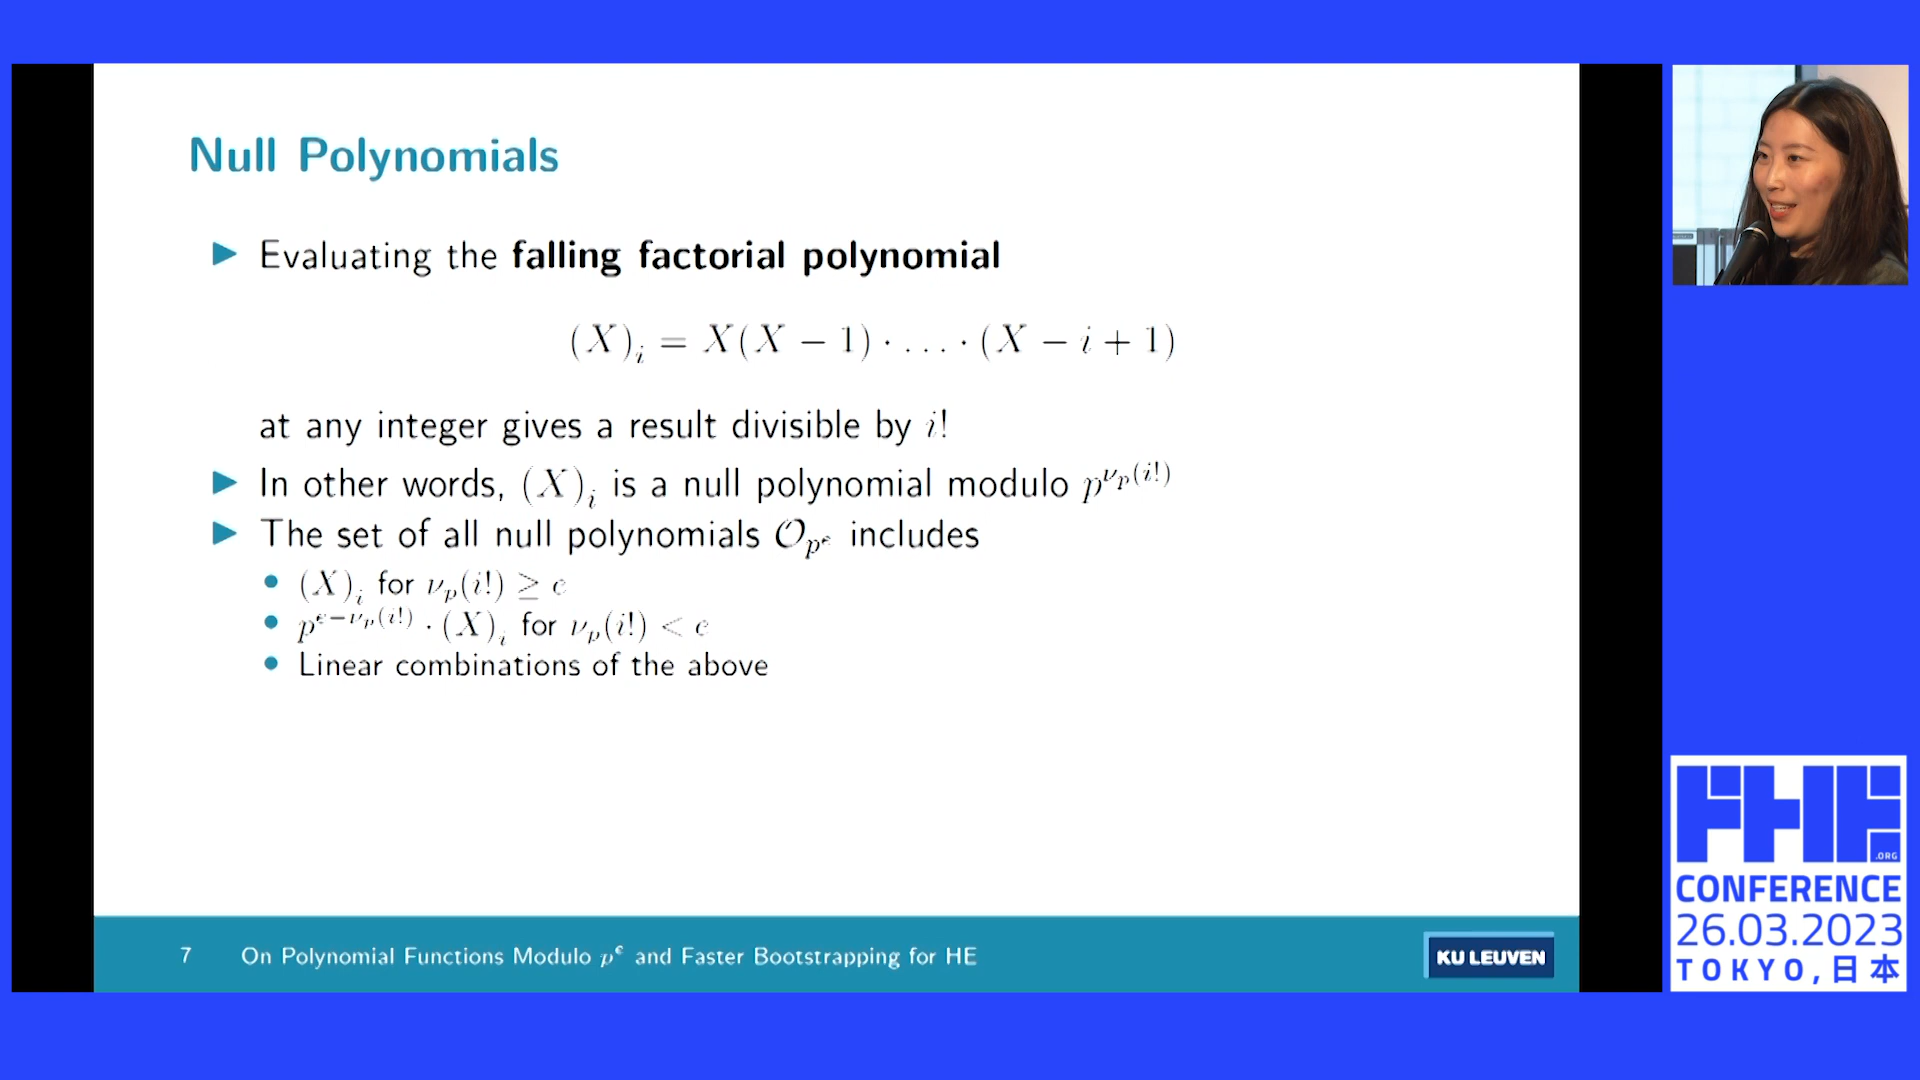 Null Polynomials
▶ Evaluating the falling factorial polynomial
(X)_i = X(X − 1) · … · (X − i + 1)
at any integer gives a result divisible by i!
▶ In other words, (X)_i is a null polynomial modulo p^{ν_p(i!)}
▶ The set of all null polynomials 𝒪_{p^e} includes
• (X)_i for ν_p(i!) ≥ e
• p^{e−ν_p(i!)} · (X)_i for ν_p(i!) < e
• Linear combinations of the above
7 On Polynomial Functions Modulo p^e and Faster Bootstrapping for HE
KU LEUVEN
FHE
.ORG
CONFERENCE
26.03.2023
TOKYO, 日本